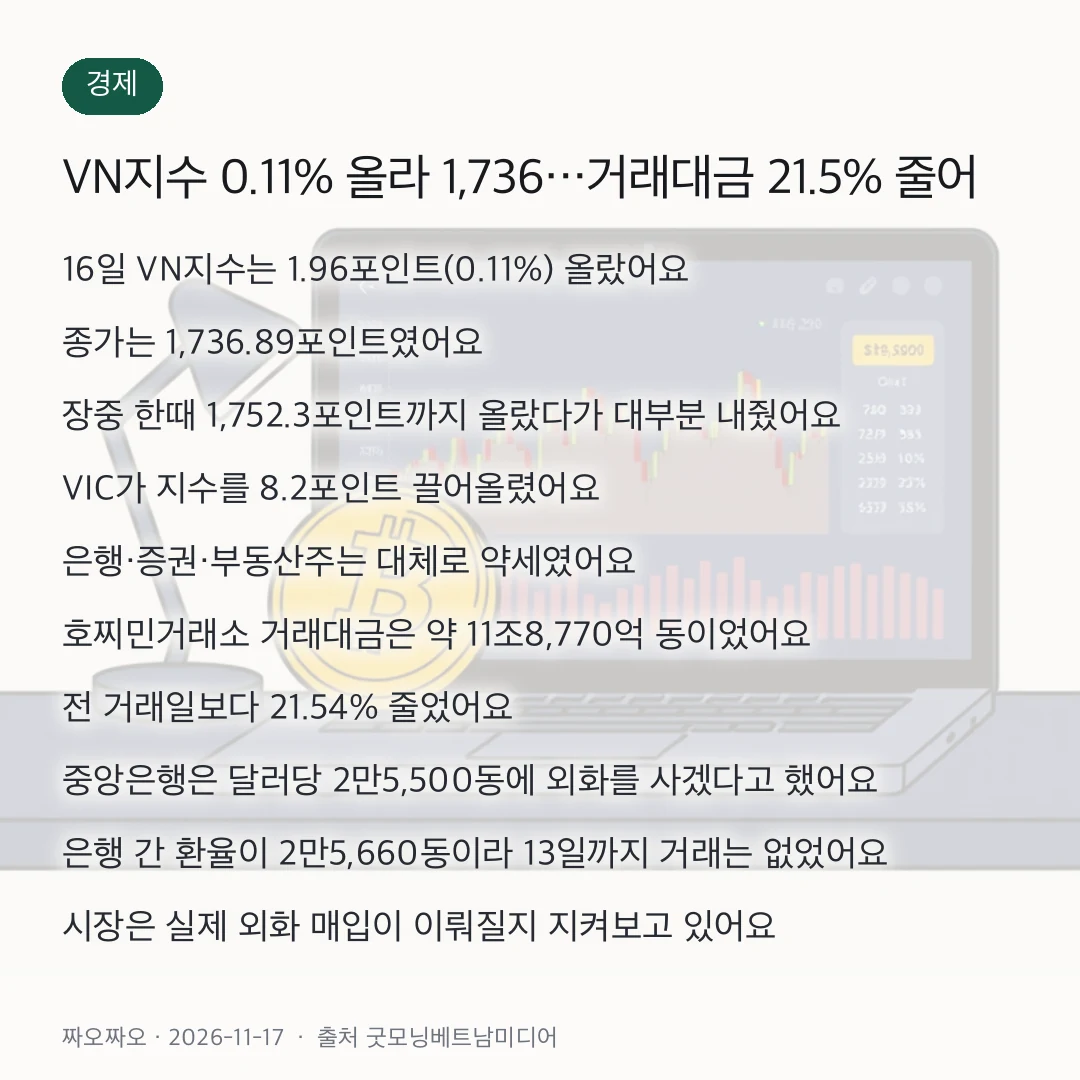 경제
VN지수 0.11% 올라 1,736…거래대금 21.5% 줄어
16일 VN지수는 1.96포인트(0.11%) 올랐어요
종가는 1,736.89포인트였어요
장중 한때 1,752.3포인트까지 올랐다가 대부분 내줬어요
VIC가 지수를 8.2포인트 끌어올렸어요
은행·증권·부동산주는 대체로 약세였어요
호찌민거래소 거래대금은 약 11조8,770억 동이었어요
전 거래일보다 21.54% 줄었어요
중앙은행은 달러당 2만5,500동에 외화를 사겠다고 했어요
은행 간 환율이 2만5,660동이라 13일까지 거래는 없었어요
시장은 실제 외화 매입이 이뤄질지 지켜보고 있어요
짜오짜오 · 2026-11-17 · 출처 굿모닝베트남미디어